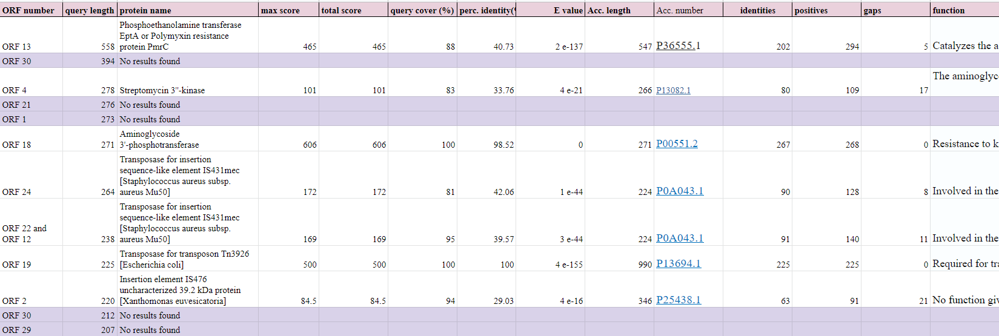 ORF number query length protein name max score total score query cover (%) perc. identity(% E value Acc. length Acc. number identities positives gaps function
Phosphoethanolamine transferase
EptA or Polymyxin resistance
ORF 13 558 protein PmrC 465 465 88 40.73 2 e-137 547 P36555.1 202 294 5 Catalyzes the a
ORF 30 394 No results found
The aminoglyc
ORF 4 278 Streptomycin 3"-kinase 101 101 83 33.76 4 e-21 266 P13082.1 80 109 17
ORF 21 276 No results found
ORF 1 273 No results found
Aminoglycoside
ORF 18 271 3'-phosphotransferase 606 606 100 98.52 0 271 P00551.2 267 268 0 Resistance to k
Transposase for insertion
sequence-like element IS431mec
[Staphylococcus aureus subsp.
ORF 24 264 aureus Mu50] 172 172 81 42.06 1 e-44 224 P0A043.1 90 128 8 Involved in the
Transposase for insertion
sequence-like element IS431mec
ORF 22 and [Staphylococcus aureus subsp.
ORF 12 238 aureus Mu50] 169 169 95 39.57 3 e-44 224 P0A043.1 91 140 11 Involved in the
Transposase for transposon Tn3926
ORF 19 225 [Escherichia coli] 500 500 100 100 4 e-155 990 P13694.1 225 225 0 Required for tra
Insertion element IS476
uncharacterized 39.2 kDa protein
ORF 2 220 [Xanthomonas euvesicatoria] 84.5 84.5 94 29.03 4 e-16 346 P25438.1 63 91 21 No function giv
ORF 30 212 No results found
ORF 29 207 No results found